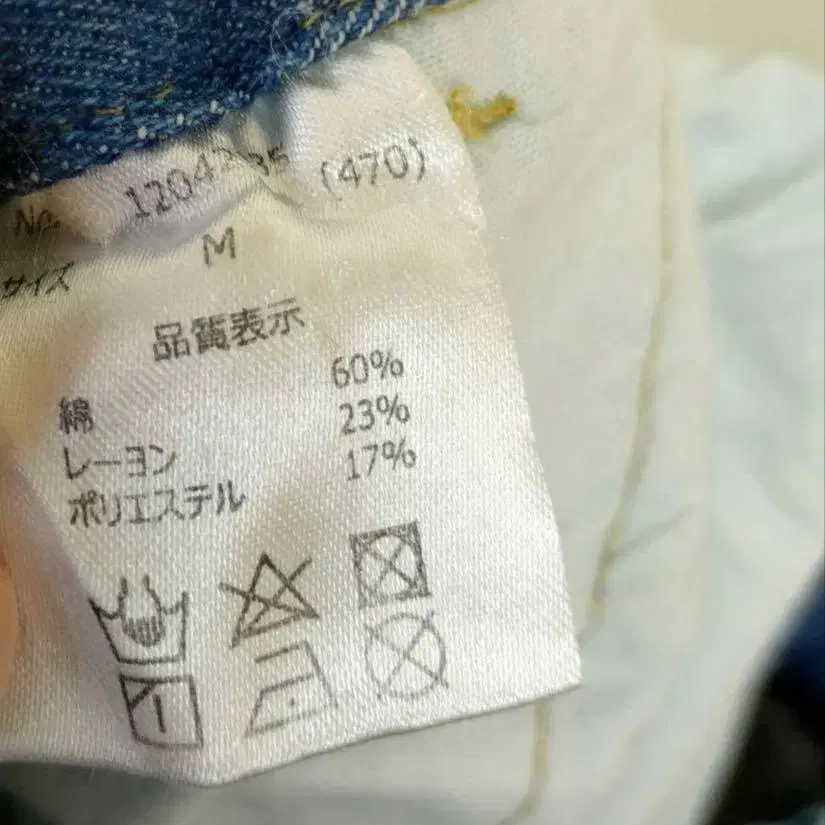 No. (470)
サイズ M
品質表示
綿 60%
レーヨン 23%
ポリエステル 17%